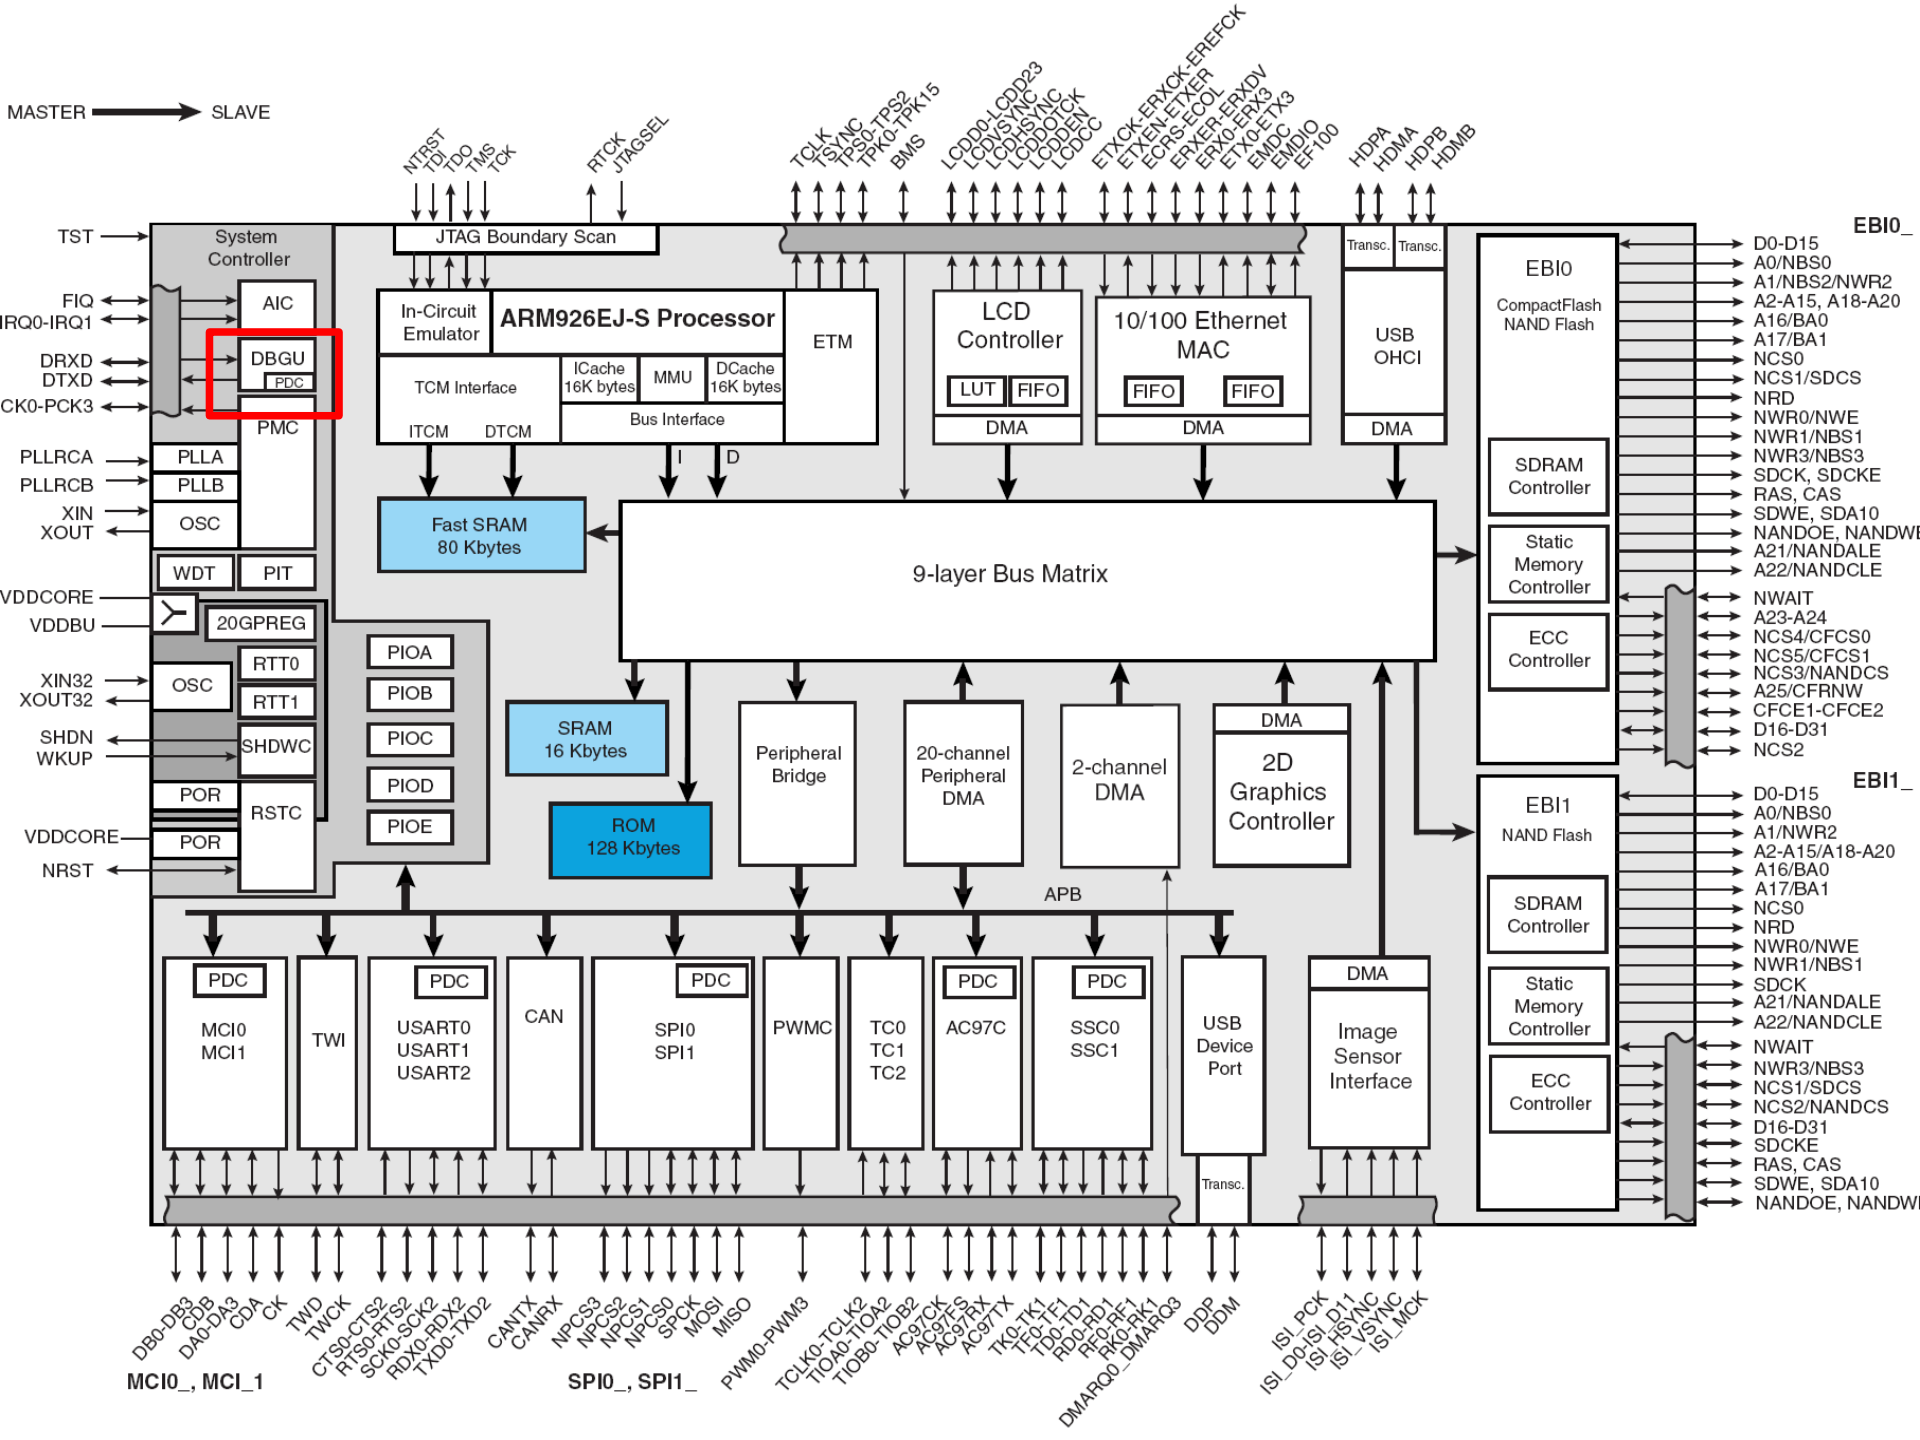 MASTER
SLAVE
NTRST
TDI
TDO
TMS
TCK
RTCK
JTAGSEL
TCLK
TSYNC
TPS0-TPS2
TPK0-TPK15
BMS
LCDD0-LCDD23
LCDVSYNC
LCDHSYNC
LCDDOTCK
LCDDEN
LCDCC
ETXCK-ERXCK-EREFCK
ETXEN-ETXER
ECRS-ECOL
ERXER-ERXDV
ERX0-ERX3
ETX0-ETX3
EMDC
EMDIO
EF100
HDPA
HDMA
HDPB
HDMB
TST
FIQ
IRQ0-IRQ1
DRXD
DTXD
CK0-PCK3
PLLRCA
PLLRCB
XIN
XOUT
VDDCORE
VDDBU
XIN32
XOUT32
SHDN
WKUP
VDDCORE
NRST
System
Controller
AIC
DBGU
PDC
PMC
PLLA
PLLB
OSC
WDT
PIT
20GPREG
RTT0
OSC
RTT1
SHDWC
POR
RSTC
POR
PIOA
PIOB
PIOC
PIOD
PIOE
JTAG Boundary Scan
In-Circuit
Emulator
ARM926EJ-S Processor
ETM
TCM Interface
ICache
16K bytes
MMU
DCache
16K bytes
Bus Interface
ITCM
DTCM
I
D
LCD
Controller
LUT
FIFO
DMA
10/100 Ethernet
MAC
FIFO
FIFO
DMA
Transc.
Transc.
USB
OHCI
DMA
Fast SRAM
80 Kbytes
9-layer Bus Matrix
SRAM
16 Kbytes
ROM
128 Kbytes
Peripheral
Bridge
20-channel
Peripheral
DMA
2-channel
DMA
DMA
2D
Graphics
Controller
APB
EBI0
CompactFlash
NAND Flash
SDRAM
Controller
Static
Memory
Controller
ECC
Controller
EBI1
NAND Flash
SDRAM
Controller
Static
Memory
Controller
ECC
Controller
EBI0_
D0-D15
A0/NBS0
A1/NBS2/NWR2
A2-A15, A18-A20
A16/BA0
A17/BA1
NCS0
NCS1/SDCS
NRD
NWR0/NWE
NWR1/NBS1
NWR3/NBS3
SDCK, SDCKE
RAS, CAS
SDWE, SDA10
NANDOE, NANDWE
A21/NANDALE
A22/NANDCLE
NWAIT
A23-A24
NCS4/CFCS0
NCS5/CFCS1
NCS3/NANDCS
A25/CFRNW
CFCE1-CFCE2
D16-D31
NCS2
EBI1_
D0-D15
A0/NBS0
A1/NWR2
A2-A15/A18-A20
A16/BA0
A17/BA1
NCS0
NRD
NWR0/NWE
NWR1/NBS1
SDCK
A21/NANDALE
A22/NANDCLE
NWAIT
NWR3/NBS3
NCS1/SDCS
NCS2/NANDCS
D16-D31
SDCKE
RAS, CAS
SDWE, SDA10
NANDOE, NANDWE
PDC
MCI0
MCI1
TWI
PDC
USART0
USART1
USART2
CAN
PDC
SPI0
SPI1
PWMC
TC0
TC1
TC2
PDC
AC97C
PDC
SSC0
SSC1
USB
Device
Port
Transc.
DMA
Image
Sensor
Interface
DB0-DB3
CDB
DA0-DA3
CDA
CK
TWD
TWCK
CTS0-CTS2
RTS0-RTS2
SCK0-SCK2
RDX0-RDX2
TXD0-TXD2
CANTX
CANRX
NPCS3
NPCS2
NPCS1
NPCS0
SPCK
MOSI
MISO
PWM0-PWM3
TCLK0-TCLK2
TIOA0-TIOA2
TIOB0-TIOB2
AC97CK
AC97FS
AC97RX
AC97TX
TK0-TK1
TF0-TF1
TD0-TD1
RD0-RD1
RF0-RF1
RK0-RK1
DMARQ0_DMARQ3
DDP
DDM
ISI_PCK
ISI_D0-ISI_D11
ISI_HSYNC
ISI_VSYNC
ISI_MCK
MCI0_, MCI_1
SPI0_, SPI1_